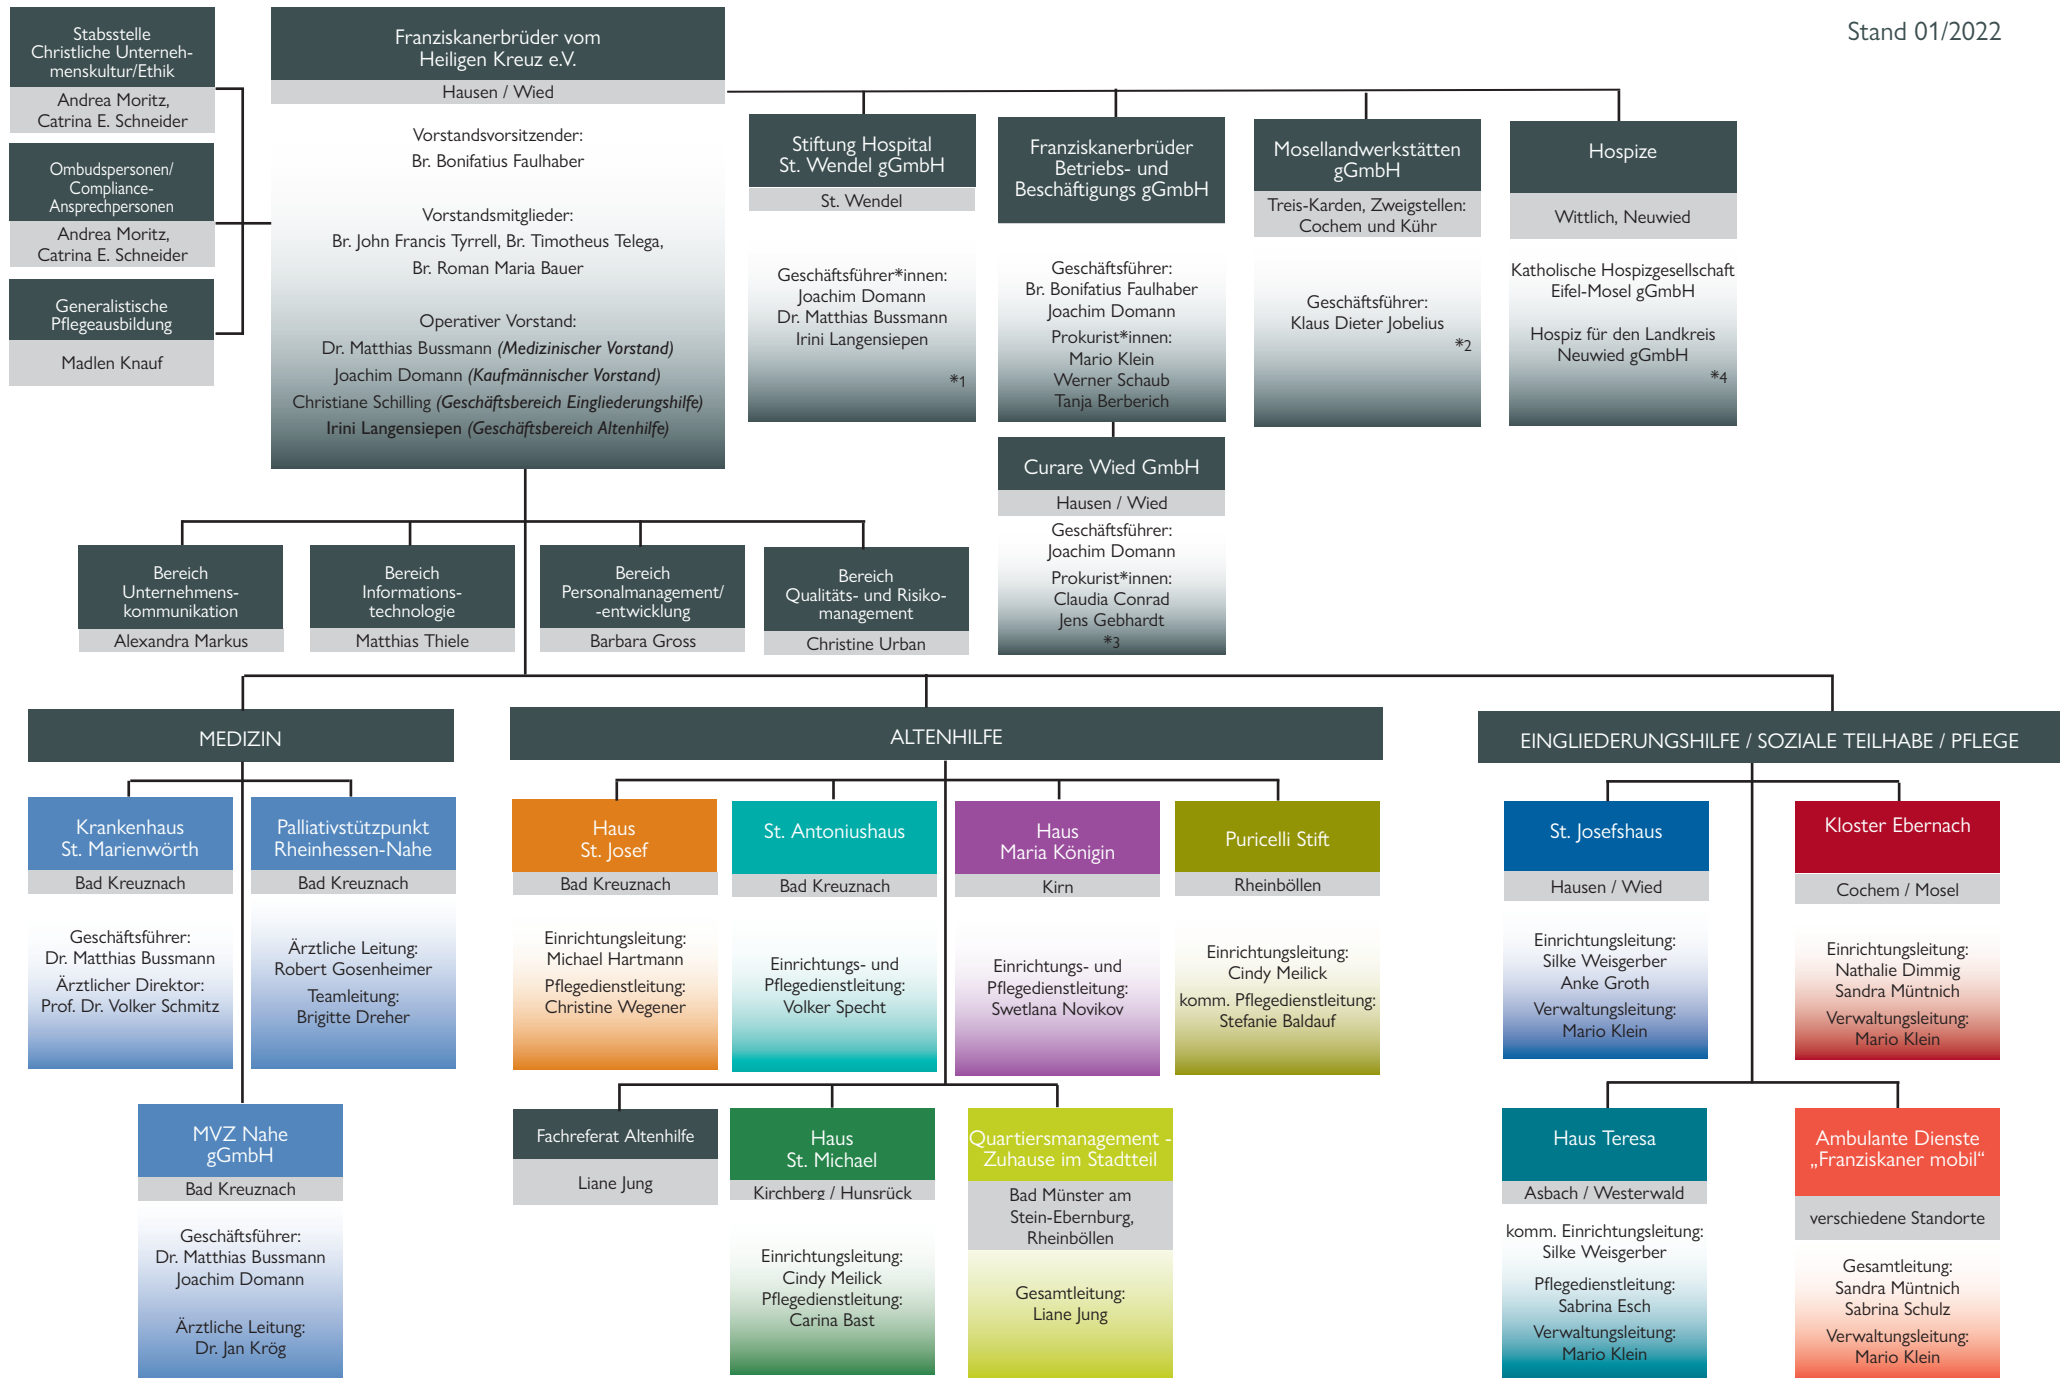 Stand 01/2022
Stabsstelle
Christliche Unterneh-
menskultur/Ethik
Andrea Moritz,
Catrina E. Schneider
Ombudspersonen/
Compliance-
Ansprechpersonen
Andrea Moritz,
Catrina E. Schneider
Generalistische
Pflegeausbildung
Madlen Knauf
Franziskanerbrüder vom
Heiligen Kreuz e.V.
Hausen / Wied
Vorstandsvorsitzender:
Br. Bonifatius Faulhaber
Vorstandsmitglieder:
Br. John Francis Tyrrell, Br. Timotheus Telega,
Br. Roman Maria Bauer
Operativer Vorstand:
Dr. Matthias Bussmann (Medizinischer Vorstand)
Joachim Domann (Kaufmännischer Vorstand)
Christiane Schilling (Geschäftsbereich Eingliederungshilfe)
Irini Langensiepen (Geschäftsbereich Altenhilfe)
Stiftung Hospital
St. Wendel gGmbH
St. Wendel
Geschäftsführer*innen:
Joachim Domann
Dr. Matthias Bussmann
Irini Langensiepen
*1
Franziskanerbrüder
Betriebs- und
Beschäftigungs gGmbH
Geschäftsführer:
Br. Bonifatius Faulhaber
Joachim Domann
Prokurist*innen:
Mario Klein
Werner Schaub
Tanja Berberich
Mosellandwerkstätten
gGmbH
Treis-Karden, Zweigstellen:
Cochem und Kühr
Geschäftsführer:
Klaus Dieter Jobelius
*2
Hospize
Wittlich, Neuwied
Katholische Hospizgesellschaft
Eifel-Mosel gGmbH
Hospiz für den Landkreis
Neuwied gGmbH
*4
Curare Wied GmbH
Hausen / Wied
Geschäftsführer:
Joachim Domann
Prokurist*innen:
Claudia Conrad
Jens Gebhardt
*3
Bereich
Unternehmens-
kommunikation
Alexandra Markus
Bereich
Informations-
technologie
Matthias Thiele
Bereich
Personalmanagement/
-entwicklung
Barbara Gross
Bereich
Qualitäts- und Risiko-
management
Christine Urban
MEDIZIN
Krankenhaus
St. Marienwörth
Bad Kreuznach
Geschäftsführer:
Dr. Matthias Bussmann
Ärztlicher Direktor:
Prof. Dr. Volker Schmitz
Palliativstützpunkt
Rheinhessen-Nahe
Bad Kreuznach
Ärztliche Leitung:
Robert Gosenheimer
Teamleitung:
Brigitte Dreher
MVZ Nahe
gGmbH
Bad Kreuznach
Geschäftsführer:
Dr. Matthias Bussmann
Joachim Domann
Ärztliche Leitung:
Dr. Jan Krög
ALTENHILFE
Haus
St. Josef
Bad Kreuznach
Einrichtungsleitung:
Michael Hartmann
Pflegedienstleitung:
Christine Wegener
St. Antoniushaus
Bad Kreuznach
Einrichtungs- und
Pflegedienstleitung:
Volker Specht
Haus
Maria Königin
Kirn
Einrichtungs- und
Pflegedienstleitung:
Swetlana Novikov
Puricelli Stift
Rheinböllen
Einrichtungsleitung:
Cindy Meilick
komm. Pflegedienstleitung:
Stefanie Baldauf
Fachreferat Altenhilfe
Liane Jung
Haus
St. Michael
Kirchberg / Hunsrück
Einrichtungsleitung:
Cindy Meilick
Pflegedienstleitung:
Carina Bast
Quartiersmanagement -
Zuhause im Stadtteil
Bad Münster am
Stein-Ebernburg,
Rheinböllen
Gesamtleitung:
Liane Jung
EINGLIEDERUNGSHILFE / SOZIALE TEILHABE / PFLEGE
St. Josefshaus
Hausen / Wied
Einrichtungsleitung:
Silke Weisgerber
Anke Groth
Verwaltungsleitung:
Mario Klein
Kloster Ebernach
Cochem / Mosel
Einrichtungsleitung:
Nathalie Dimmig
Sandra Müntnich
Verwaltungsleitung:
Mario Klein
Haus Teresa
Asbach / Westerwald
komm. Einrichtungsleitung:
Silke Weisgerber
Pflegedienstleitung:
Sabrina Esch
Verwaltungsleitung:
Mario Klein
Ambulante Dienste
„Franziskaner mobil“
verschiedene Standorte
Gesamtleitung:
Sandra Müntnich
Sabrina Schulz
Verwaltungsleitung:
Mario Klein